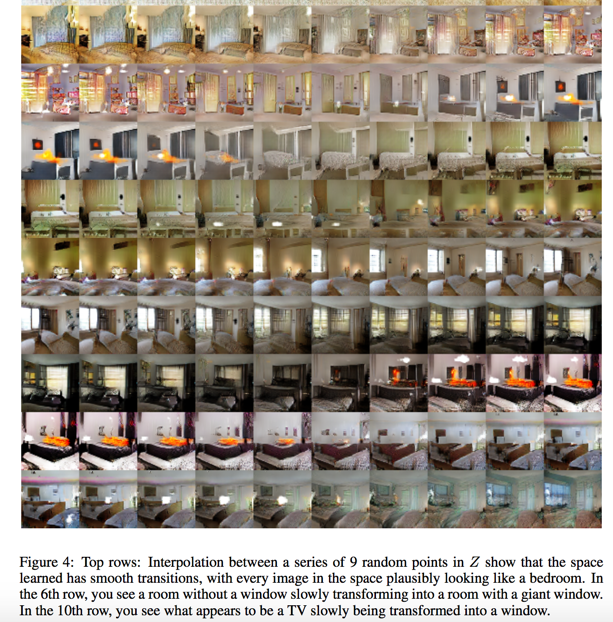 Figure 4: Top rows: Interpolation between a series of 9 random points in Z show that the space
learned has smooth transitions, with every image in the space plausibly looking like a bedroom. In
the 6th row, you see a room without a window slowly transforming into a room with a giant window.
In the 10th row, you see what appears to be a TV slowly being transformed into a window.